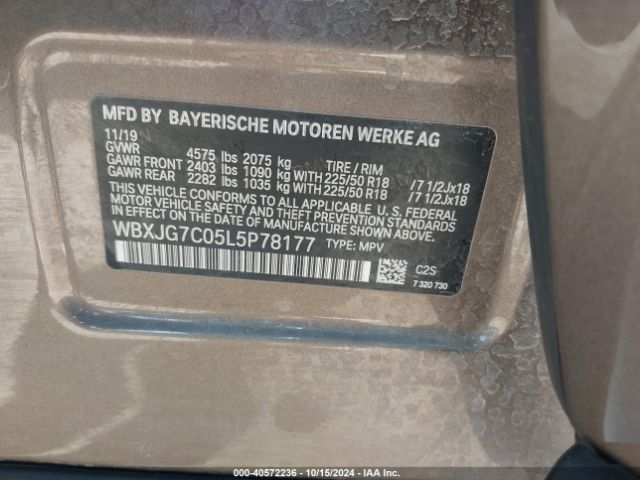 MFD BY BAYERISCHE MOTOREN WERKE AG
11/19
GVWR 4575 lbs 2075 kg TIRE / RIM
GAWR FRONT 2403 lbs 1090 kg WITH 225/50 R18 /7 1/2Jx18
GAWR REAR 2282 lbs 1035 kg WITH 225/50 R18 /7 1/2Jx18
THIS VEHICLE CONFORMS TO ALL APPLICABLE U. S. FEDERAL
MOTOR VEHICLE SAFETY AND THEFT PREVENTION STANDARDS
IN EFFECT ON THE DATE OF MANUFACTURE SHOWN ABOVE.
WBXJG7C05L5P78177 TYPE: MPV
C2S
7 320 730
000-40572236 - 10/15/2024 - IAA Inc.